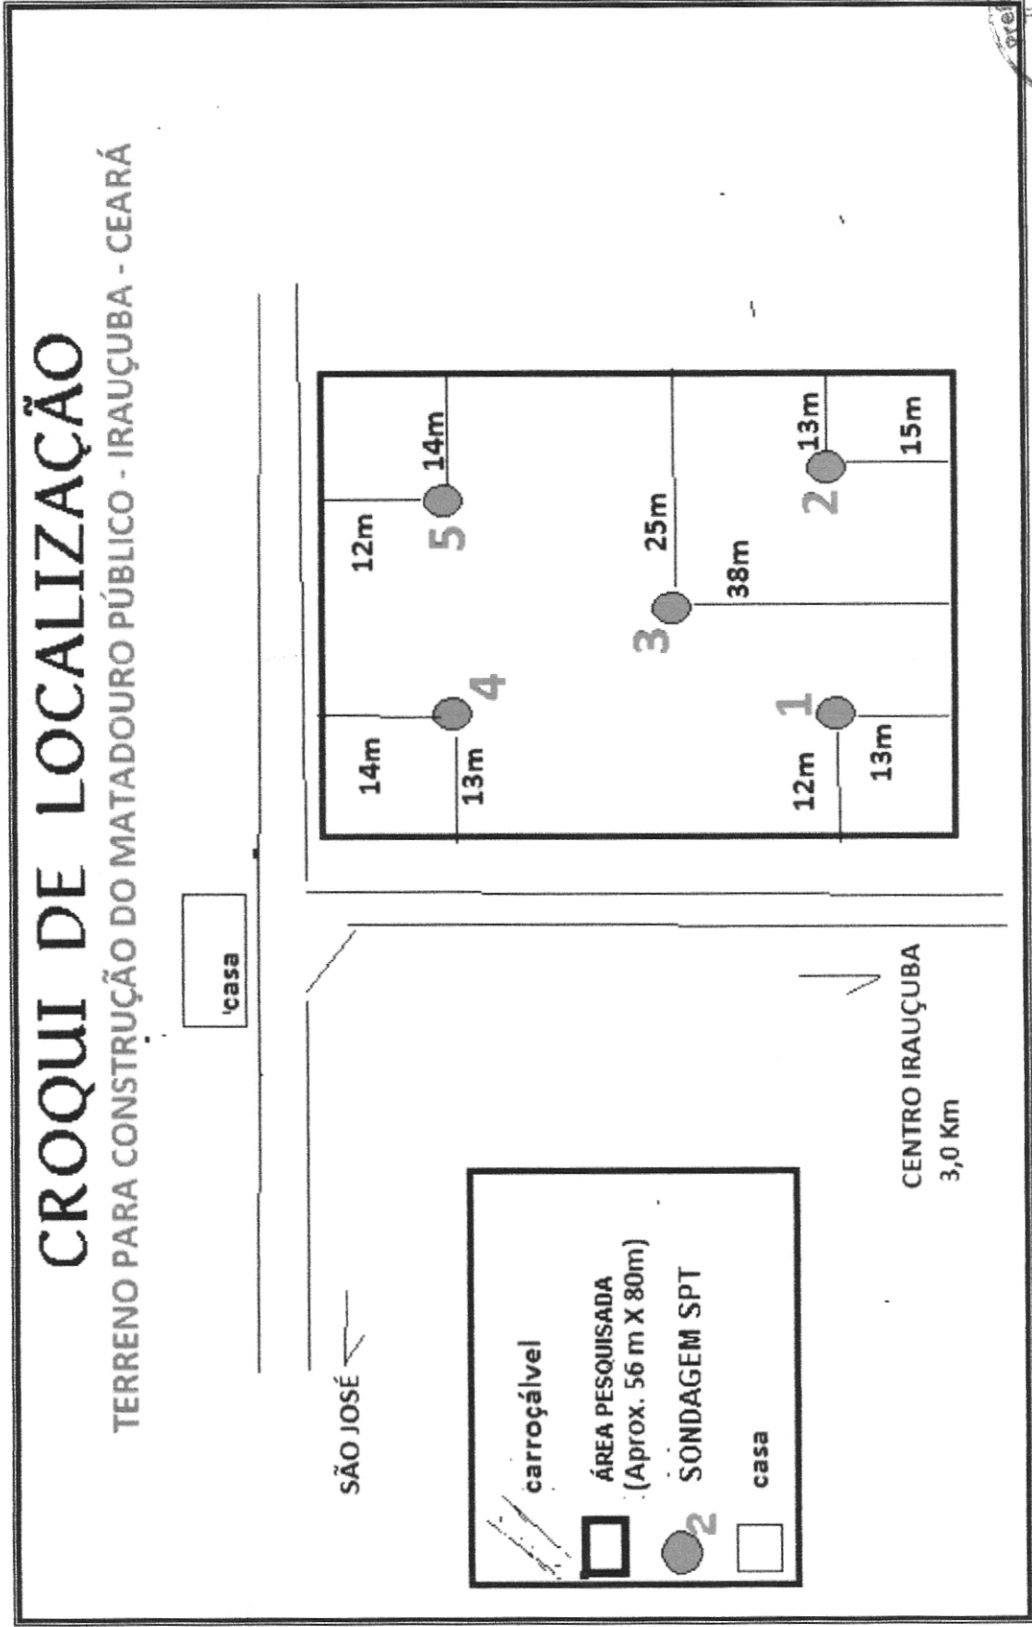 CROQUI DE LOCALIZAÇÃO
TERRENO PARA CONSTRUÇÃO DO MATADOURO PÚBLICO - IRAUÇUBA - CEARÁ
casa
SÃO JOSÉ
14m
13m
4
12m
14m
5
3
25m
38m
12m
13m
1
2
13m
15m
carroçálvel
ÁREA PESQUISADA
(Aprox. 56 m X 80m)
2
SONDAGEM SPT
casa
CENTRO IRAUÇUBA
3,0 Km